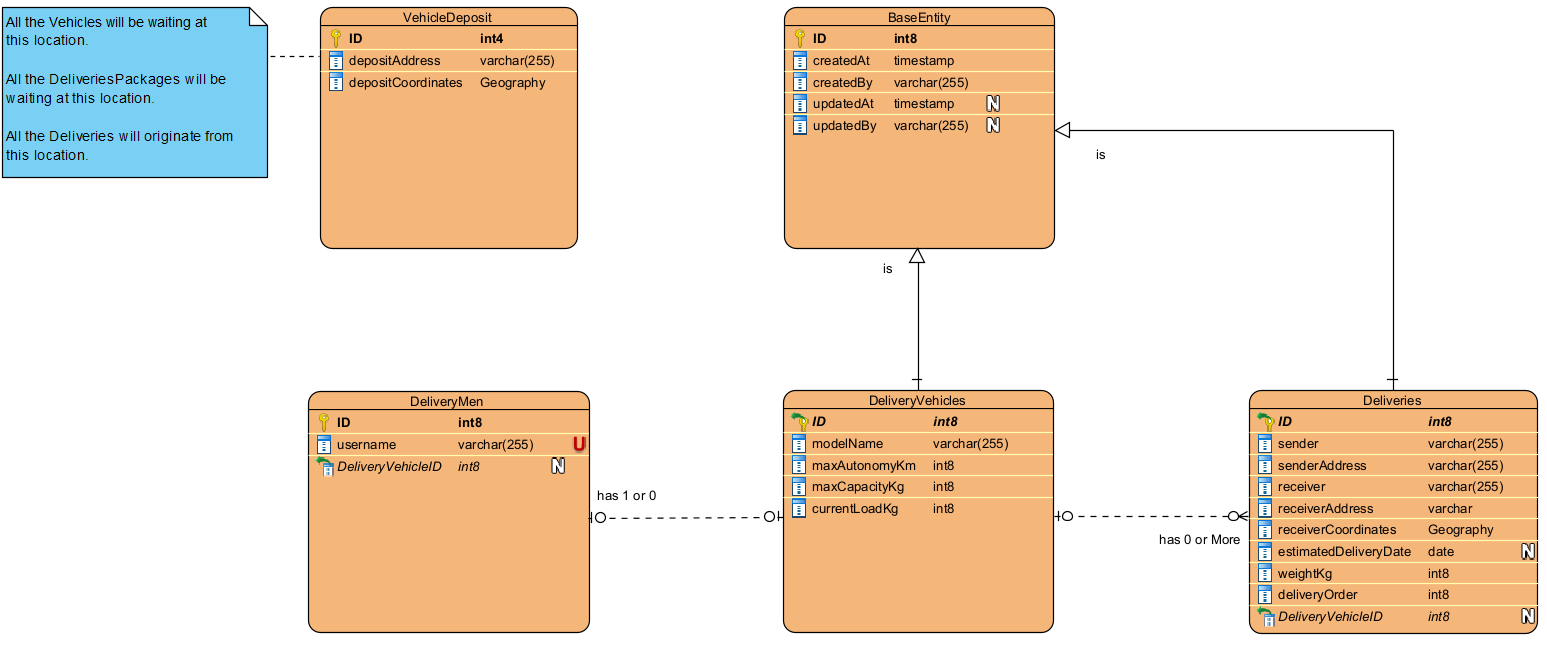 All the Vehicles will be waiting at
this location.
All the DeliveriesPackages will be
waiting at this location.
All the Deliveries will originate from
this location.
VehicleDeposit
ID int4
depositAddress varchar(255)
depositCoordinates Geography
BaseEntity
ID int8
createdAt timestamp
createdBy varchar(255)
updatedAt timestamp N
updatedBy varchar(255) N
is
is
DeliveryMen
ID int8
username varchar(255) U
DeliveryVehicleID int8 N
has 1 or 0
DeliveryVehicles
ID int8
modelName varchar(255)
maxAutonomyKm int8
maxCapacityKg int8
currentLoadKg int8
has 0 or More
Deliveries
ID int8
sender varchar(255)
senderAddress varchar(255)
receiver varchar(255)
receiverAddress varchar
receiverCoordinates Geography
estimatedDeliveryDate date N
weightKg int8
deliveryOrder int8
DeliveryVehicleID int8 N